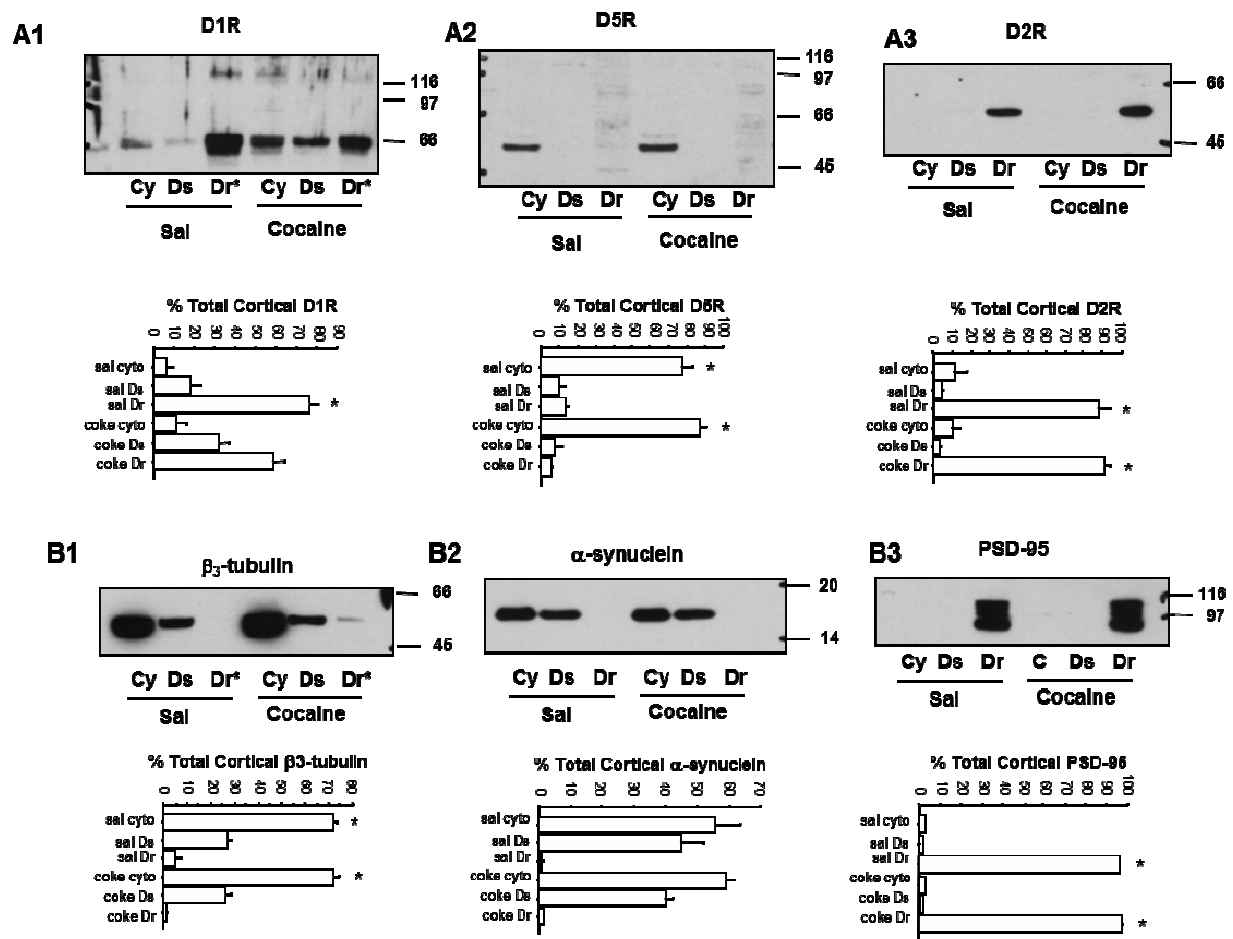 A1
D1R
116
97
66
Cy Ds Dr* Cy Ds Dr*
Sal Cocaine
% Total Cortical D1R
0 10 20 30 40 50 60 70 80 90
sal cyto
sal Ds
sal Dr *
coke cyto
coke Ds
coke Dr
A2
D5R
116
97
66
45
Cy Ds Dr Cy Ds Dr
Sal Cocaine
% Total Cortical D5R
0 10 20 30 40 50 60 70 80 90 100
sal cyto *
sal Ds
sal Dr
coke cyto *
coke Ds
coke Dr
A3
D2R
66
45
Cy Ds Dr Cy Ds Dr
Sal Cocaine
% Total Cortical D2R
0 10 20 30 40 50 60 70 80 90 100
sal cyto
sal Ds
sal Dr *
coke cyto
coke Ds
coke Dr *
B1
β3-tubulin
66
45
Cy Ds Dr* Cy Ds Dr*
Sal Cocaine
% Total Cortical β3-tubulin
0 10 20 30 40 50 60 70 80
sal cyto *
sal Ds
sal Dr
coke cyto *
coke Ds
coke Dr
B2
α-synuclein
20
14
Cy Ds Dr Cy Ds Dr
Sal Cocaine
% Total Cortical α-synuclein
0 10 20 30 40 50 60 70
sal cyto
sal Ds
sal Dr
coke cyto
coke Ds
coke Dr
B3
PSD-95
116
97
Cy Ds Dr C Ds Dr
Sal Cocaine
% Total Cortical PSD-95
0 10 20 30 40 50 60 70 80 90 100
sal cyto
sal Ds
sal Dr *
coke cyto
coke Ds
coke Dr *